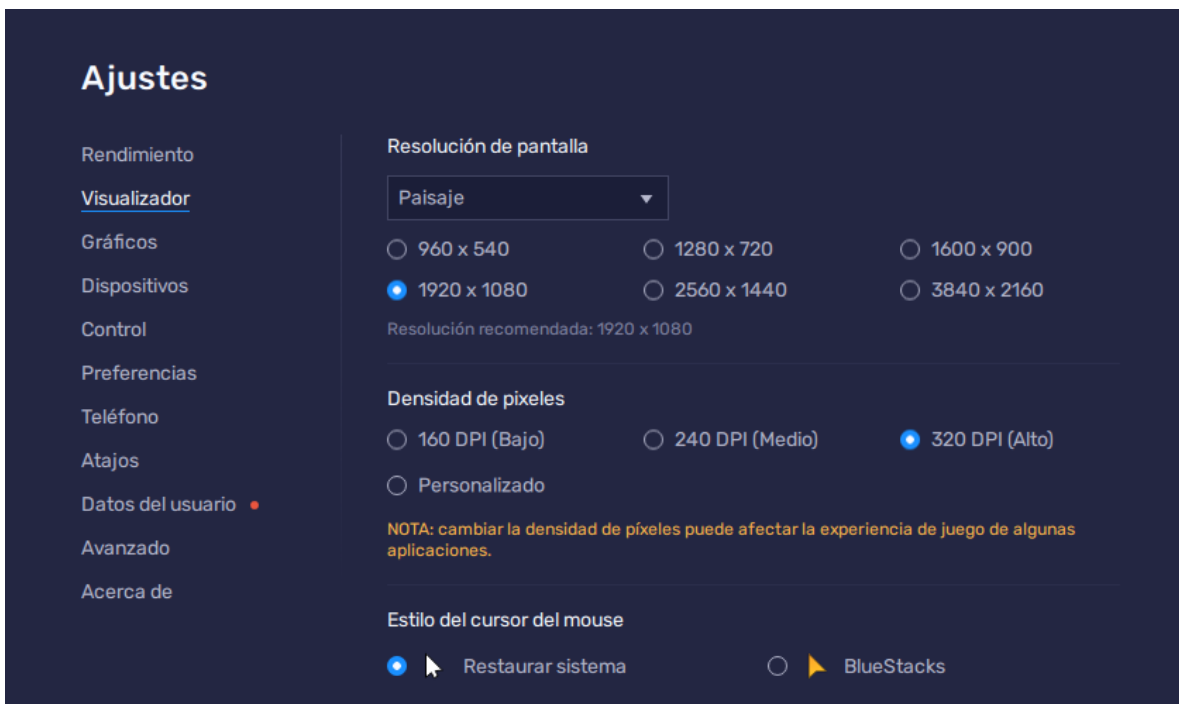 Ajustes
Rendimiento
Visualizador
Gráficos
Dispositivos
Control
Preferencias
Teléfono
Atajos
Datos del usuario
Avanzado
Acerca de
Resolución de pantalla
Paisaje
960 x 540
1280 x 720
1600 x 900
1920 x 1080
2560 x 1440
3840 x 2160
Resolución recomendada: 1920 x 1080
Densidad de pixeles
160 DPI (Bajo)
240 DPI (Medio)
320 DPI (Alto)
Personalizado
NOTA: cambiar la densidad de píxeles puede afectar la experiencia de juego de algunas
aplicaciones.
Estilo del cursor del mouse
Restaurar sistema
BlueStacks